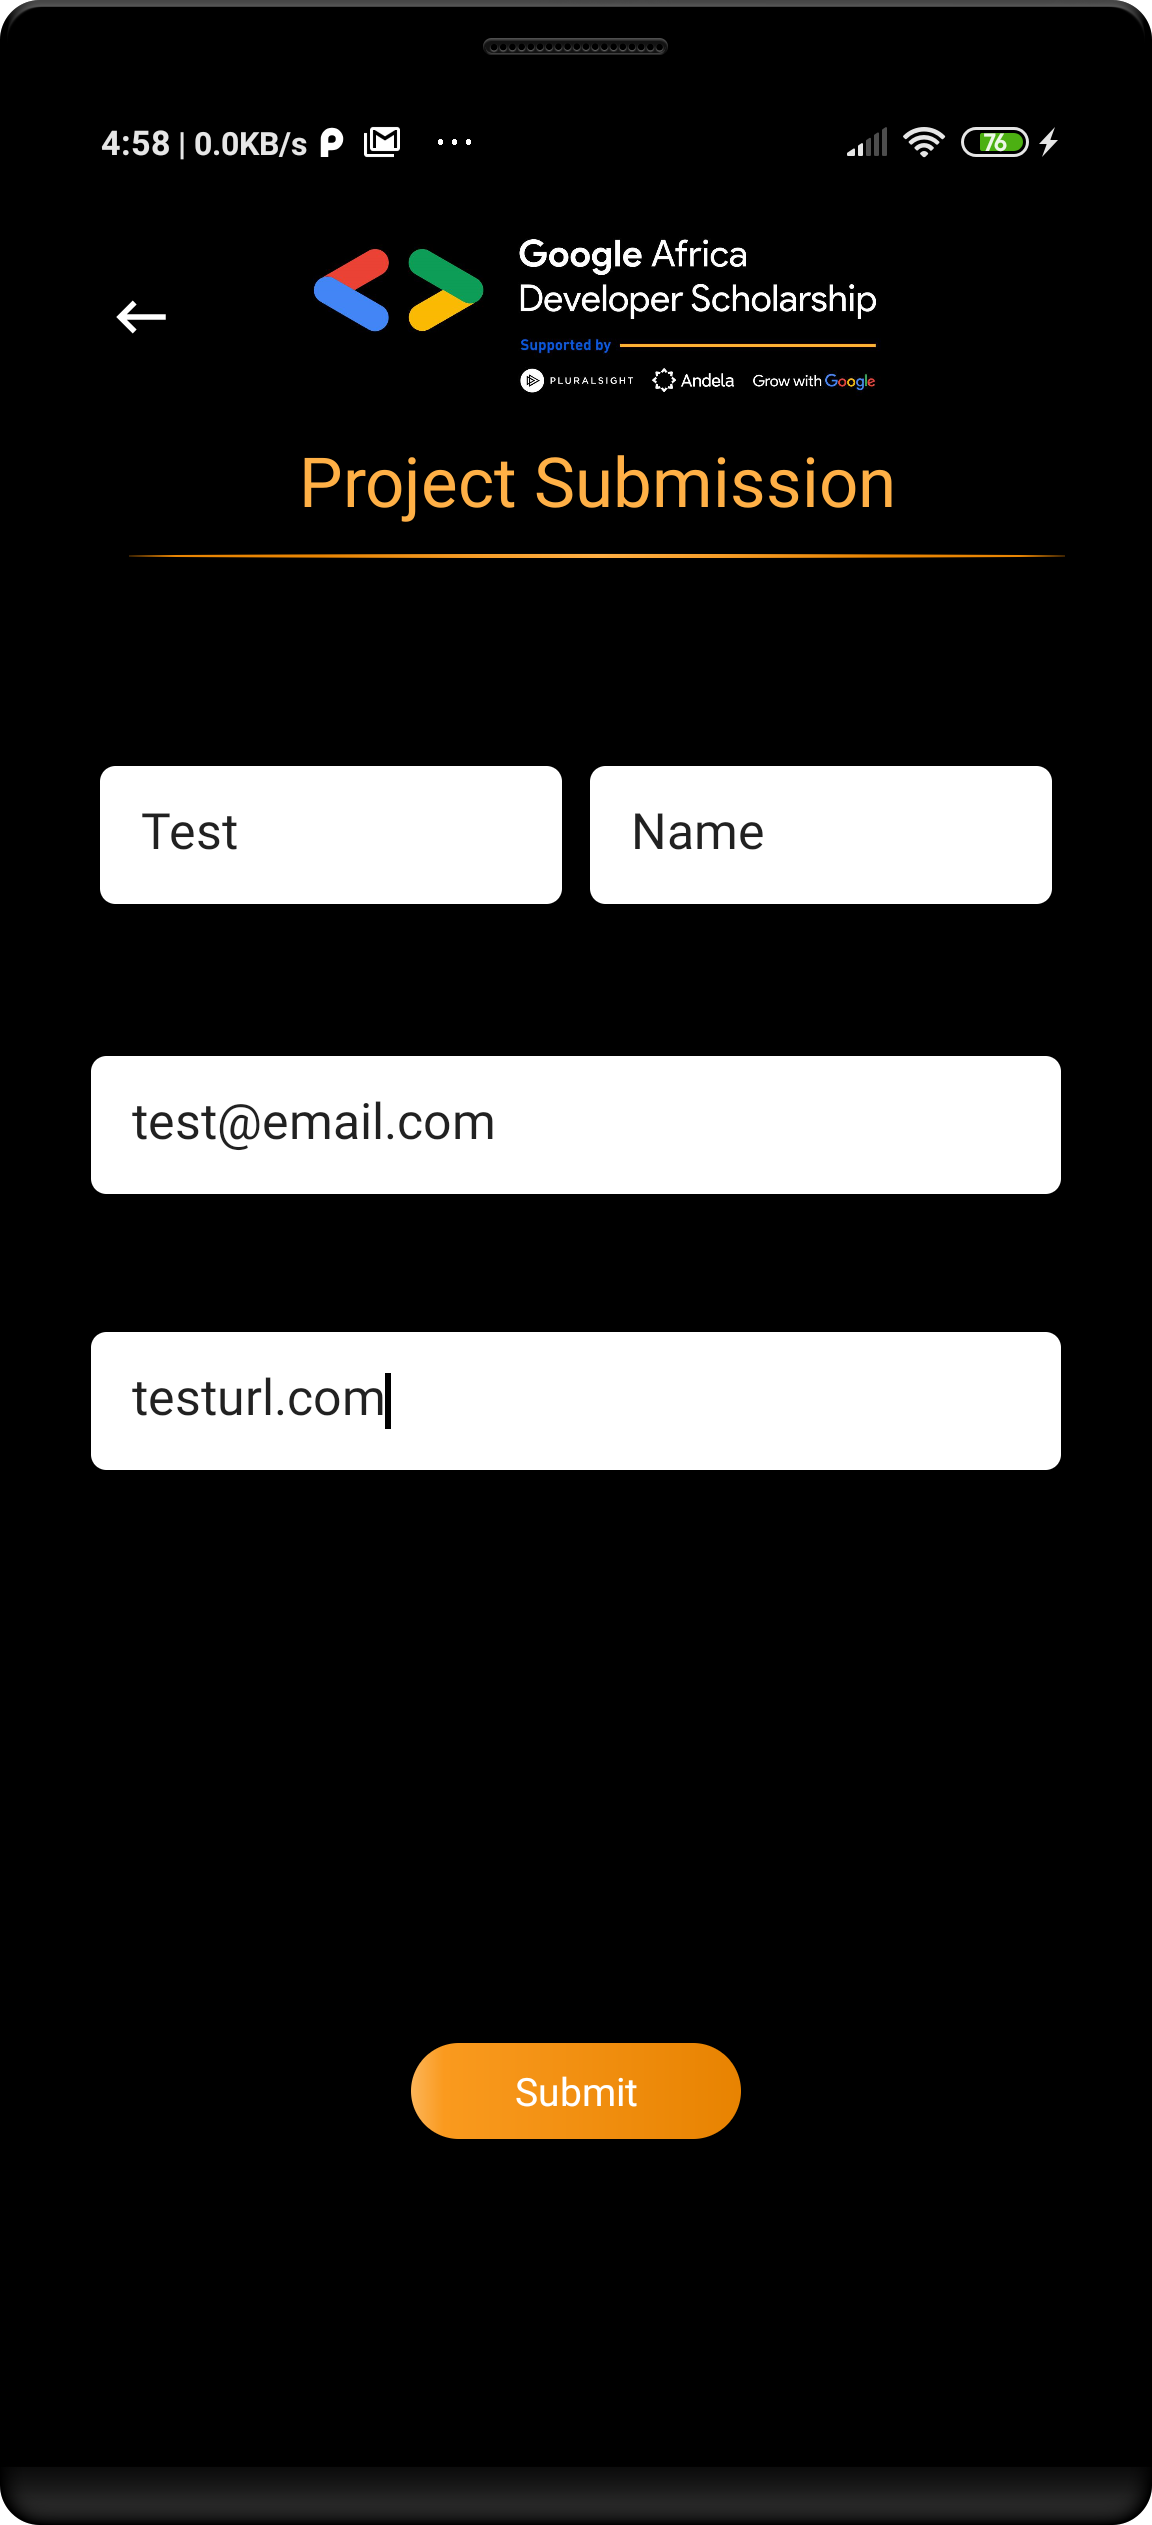 4:58 | 0.0KB/s
76
Google Africa
Developer Scholarship
Supported by
PLURALSIGHT Andela Grow with Google
Project Submission
Test Name
test@email.com
testurl.com
Submit